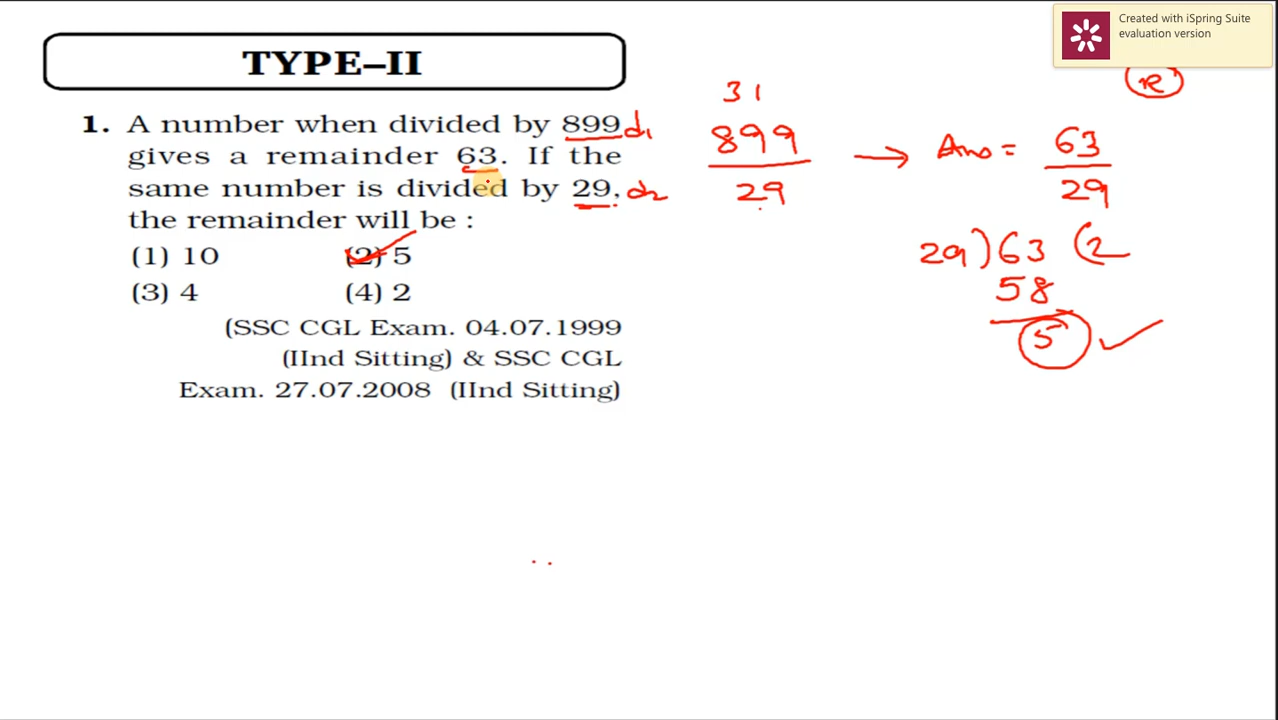 Created with iSpring Suite
evaluation version
TYPE–II
1. A number when divided by 899 d1
gives a remainder 63. If the
same number is divided by 29, d2
the remainder will be :
(1) 10 (2) 5
(3) 4 (4) 2
(SSC CGL Exam. 04.07.1999
(IInd Sitting) & SSC CGL
Exam. 27.07.2008 (IInd Sitting)
31
899
29
→ Ans = 63
29
29) 63 (2
58
5